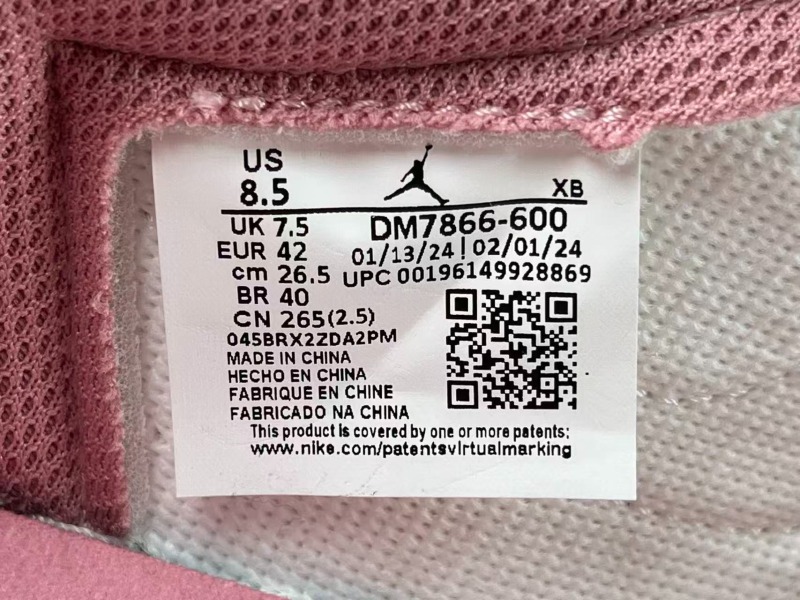 US
8.5
XB
UK 7.5
DM7866-600
EUR 42
01/13/24 | 02/01/24
cm 26.5
UPC 00196149928869
BR 40
CN 265(2.5)
045BRX2ZDA2PM
MADE IN CHINA
HECHO EN CHINA
FABRIQUE EN CHINE
FABRICADO NA CHINA
This product is covered by one or more patents:
www.nike.com/patentsvirtualmarking